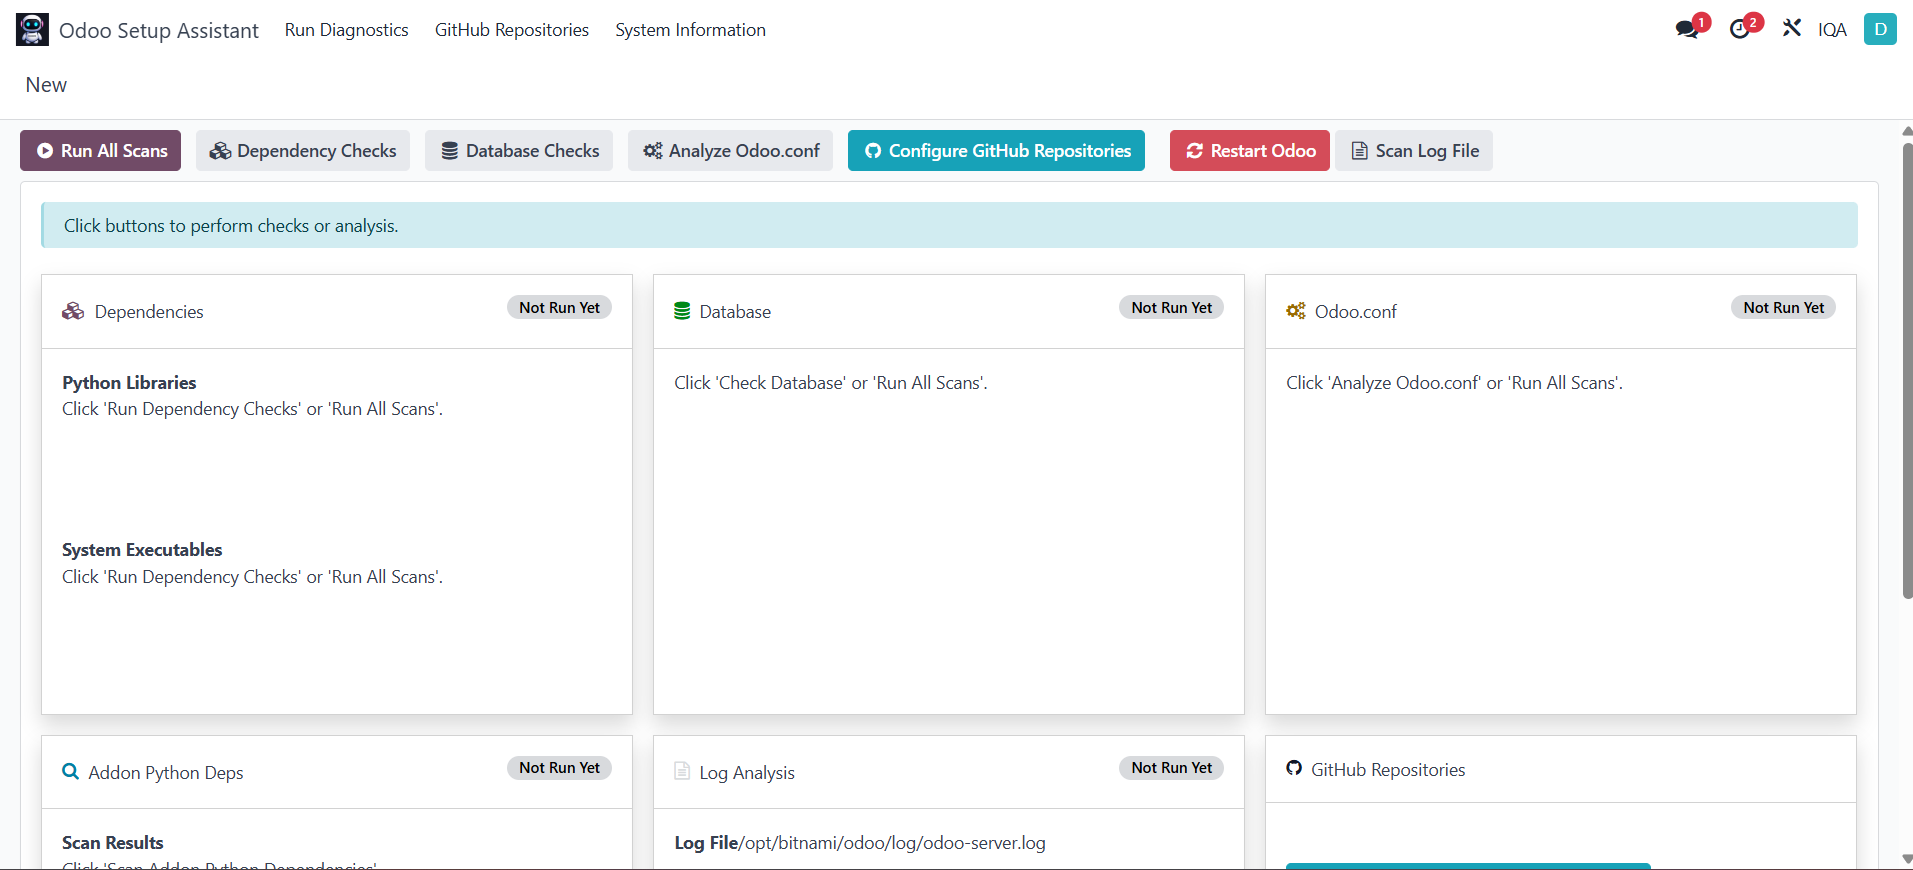 Odoo Setup Assistant Run Diagnostics GitHub Repositories System Information 1 2 IQA D
New
Run All Scans Dependency Checks Database Checks Analyze Odoo.conf Configure GitHub Repositories Restart Odoo Scan Log File
Click buttons to perform checks or analysis.
Dependencies Not Run Yet
Python Libraries
Click 'Run Dependency Checks' or 'Run All Scans'.
System Executables
Click 'Run Dependency Checks' or 'Run All Scans'.
Database Not Run Yet
Click 'Check Database' or 'Run All Scans'.
Odoo.conf Not Run Yet
Click 'Analyze Odoo.conf' or 'Run All Scans'.
Addon Python Deps Not Run Yet
Scan Results
Click 'Scan Addon Python Dependencies'
Log Analysis Not Run Yet
Log File/opt/bitnami/odoo/log/odoo-server.log
GitHub Repositories